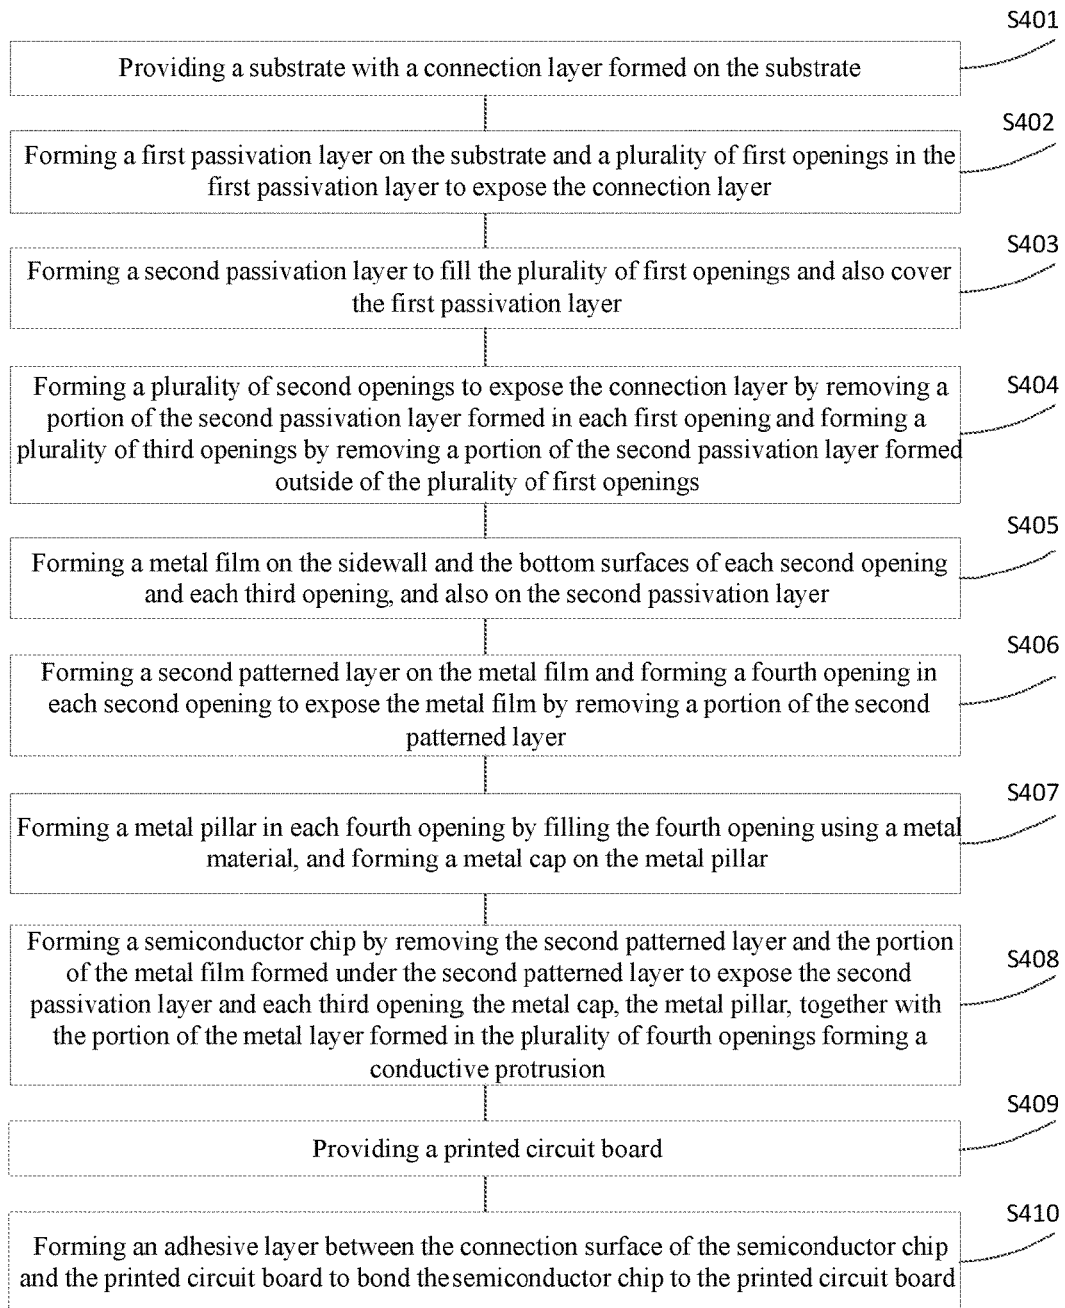 S401
Providing a substrate with a connection layer formed on the substrate
S402
Forming a first passivation layer on the substrate and a plurality of first openings in the
first passivation layer to expose the connection layer
S403
Forming a second passivation layer to fill the plurality of first openings and also cover
the first passivation layer
S404
Forming a plurality of second openings to expose the connection layer by removing a
portion of the second passivation layer formed in each first opening and forming a
plurality of third openings by removing a portion of the second passivation layer formed
outside of the plurality of first openings
S405
Forming a metal film on the sidewall and the bottom surfaces of each second opening
and each third opening, and also on the second passivation layer
S406
Forming a second patterned layer on the metal film and forming a fourth opening in
each second opening to expose the metal film by removing a portion of the second
patterned layer
S407
Forming a metal pillar in each fourth opening by filling the fourth opening using a metal
material, and forming a metal cap on the metal pillar
S408
Forming a semiconductor chip by removing the second patterned layer and the portion
of the metal film formed under the second patterned layer to expose the second
passivation layer and each third opening, the metal cap, the metal pillar, together with
the portion of the metal layer formed in the plurality of fourth openings forming a
conductive protrusion
S409
Providing a printed circuit board
S410
Forming an adhesive layer between the connection surface of the semiconductor chip
and the printed circuit board to bond the semiconductor chip to the printed circuit board